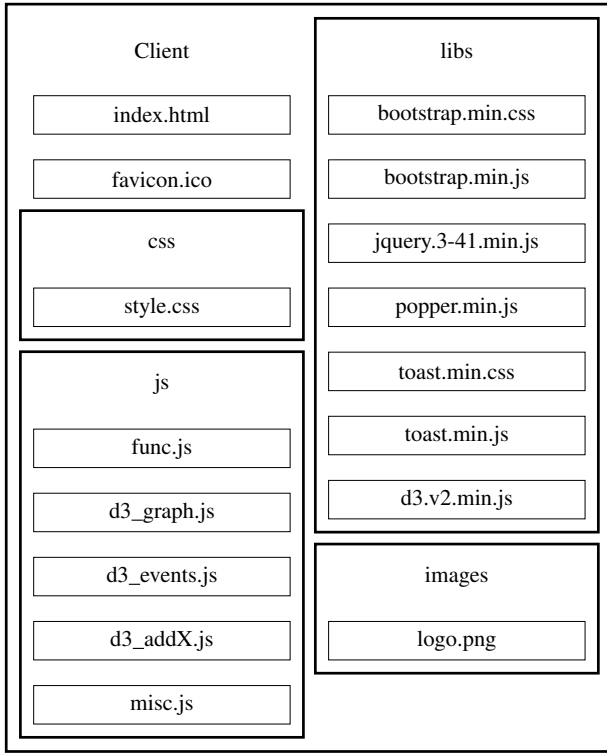 Client
index.html
favicon.ico
css
style.css
js
func.js
d3_graph.js
d3_events.js
d3_addX.js
misc.js
libs
bootstrap.min.css
bootstrap.min.js
jquery.3-41.min.js
popper.min.js
toast.min.css
toast.min.js
d3.v2.min.js
images
logo.png